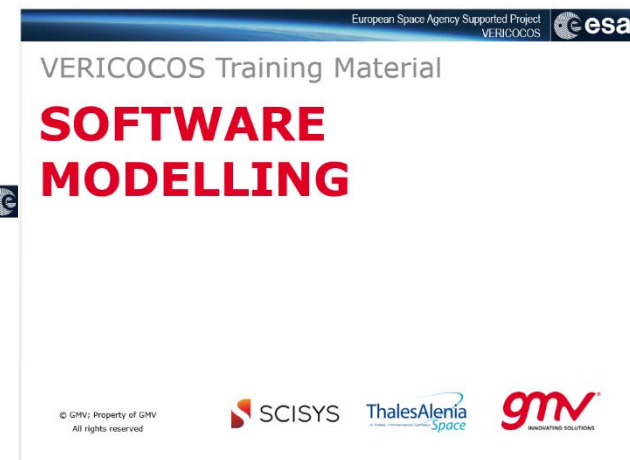 European Space Agency Supported Project
VERICOCOS
esa
VERICOCOS Training Material
SOFTWARE
MODELLING
© GMV; Property of GMV
All rights reserved
SCISYS
ThalesAlenia
Space
gmv
INNOVATING SOLUTIONS